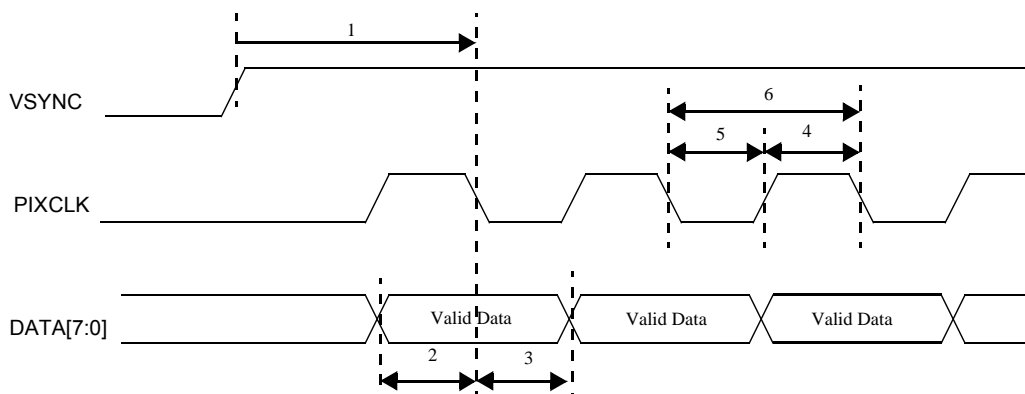 1
VSYNC
6
5 4
PIXCLK
DATA[7:0] Valid Data Valid Data Valid Data
2 3